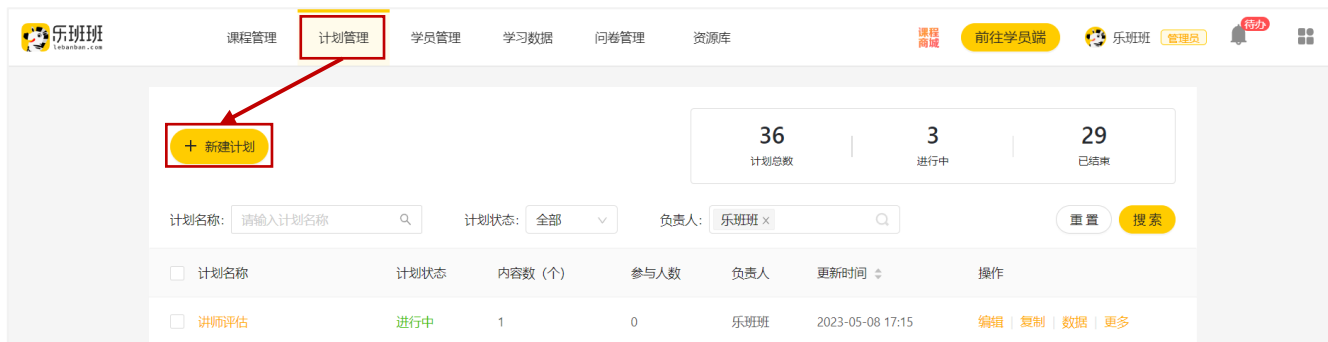 乐班班 lebanban.com 课程管理 计划管理 学员管理 学习数据 问卷管理 资源库 课程商城 前往学员端 乐班班 管理员 待办
+ 新建计划
36 3 29
计划总数 进行中 已结束
计划名称: 请输入计划名称 计划状态: 全部 负责人: 乐班班 × 重置 搜索
计划名称 计划状态 内容数（个） 参与人数 负责人 更新时间 操作
讲师评估 进行中 1 0 乐班班 2023-05-08 17:15 编辑 复制 数据 更多